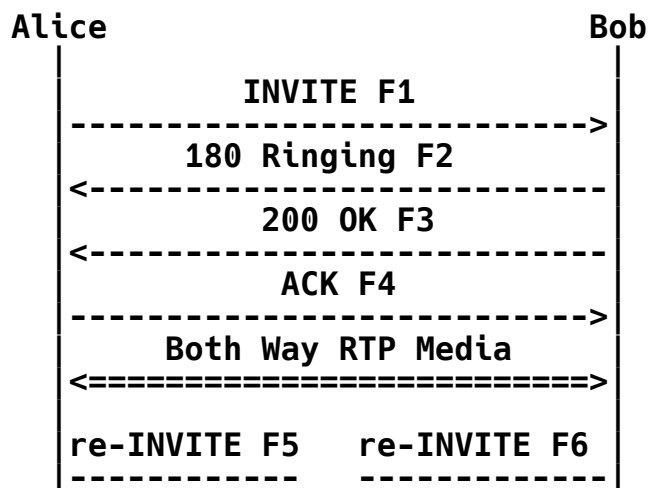 Alice Bob
INVITE F1
--------------------------->
180 Ringing F2
<---------------------------
200 OK F3
<---------------------------
ACK F4
--------------------------->
Both Way RTP Media
<==========================>
re-INVITE F5 re-INVITE F6
------------ -------------